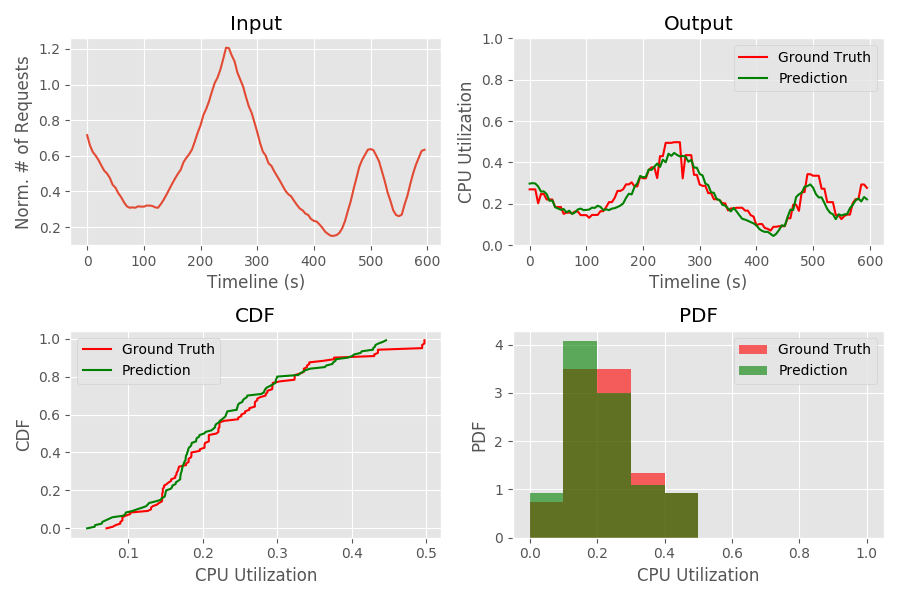 Input
Norm. # of Requests
1.2
1.0
0.8
0.6
0.4
0.2
0 100 200 300 400 500 600
Timeline (s)
Output
CPU Utilization
1.0
0.8
0.6
0.4
0.2
0.0
Ground Truth
Prediction
0 100 200 300 400 500 600
Timeline (s)
CDF
CDF
1.0
0.8
0.6
0.4
0.2
0.0
Ground Truth
Prediction
0.1 0.2 0.3 0.4 0.5
CPU Utilization
PDF
PDF
4
3
2
1
0
Ground Truth
Prediction
0.0 0.2 0.4 0.6 0.8 1.0
CPU Utilization